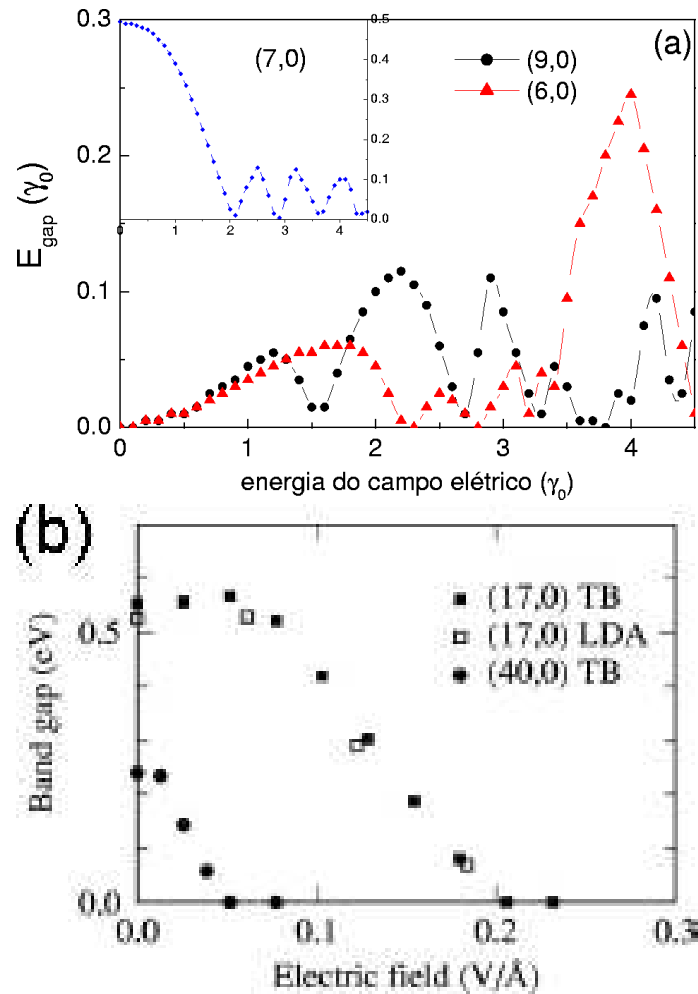 (a)
(7,0)
(9,0)
(6,0)
0.5
0.4
0.3
0.2
0.1
0.0
0 1 2 3 4
0.3
0.2
0.1
0.0
E gap (γ0)
0 1 2 3 4
energia do campo elétrico (γ0)
(b)
(17,0) TB
(17,0) LDA
(40,0) TB
0.5
0.0
Band gap (eV)
0.0 0.1 0.2 0.3
Electric field (V/Å)